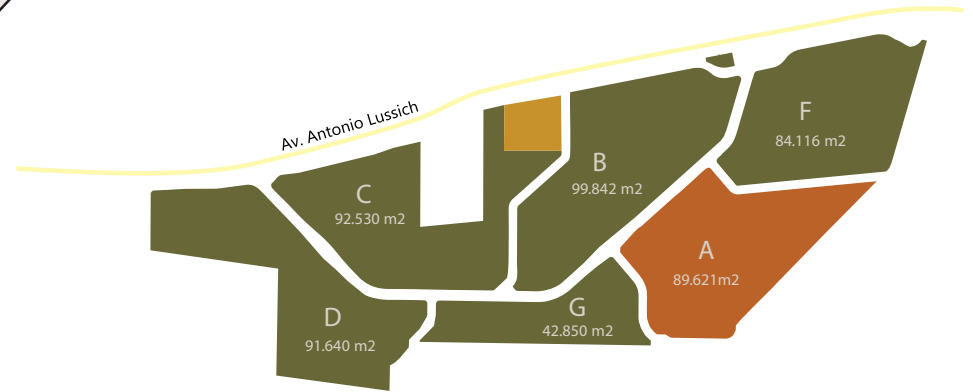 Av. Antonio Lussich
F
84.116 m2
B
99.842 m2
C
92.530 m2
A
89.621m2
G
42.850 m2
D
91.640 m2